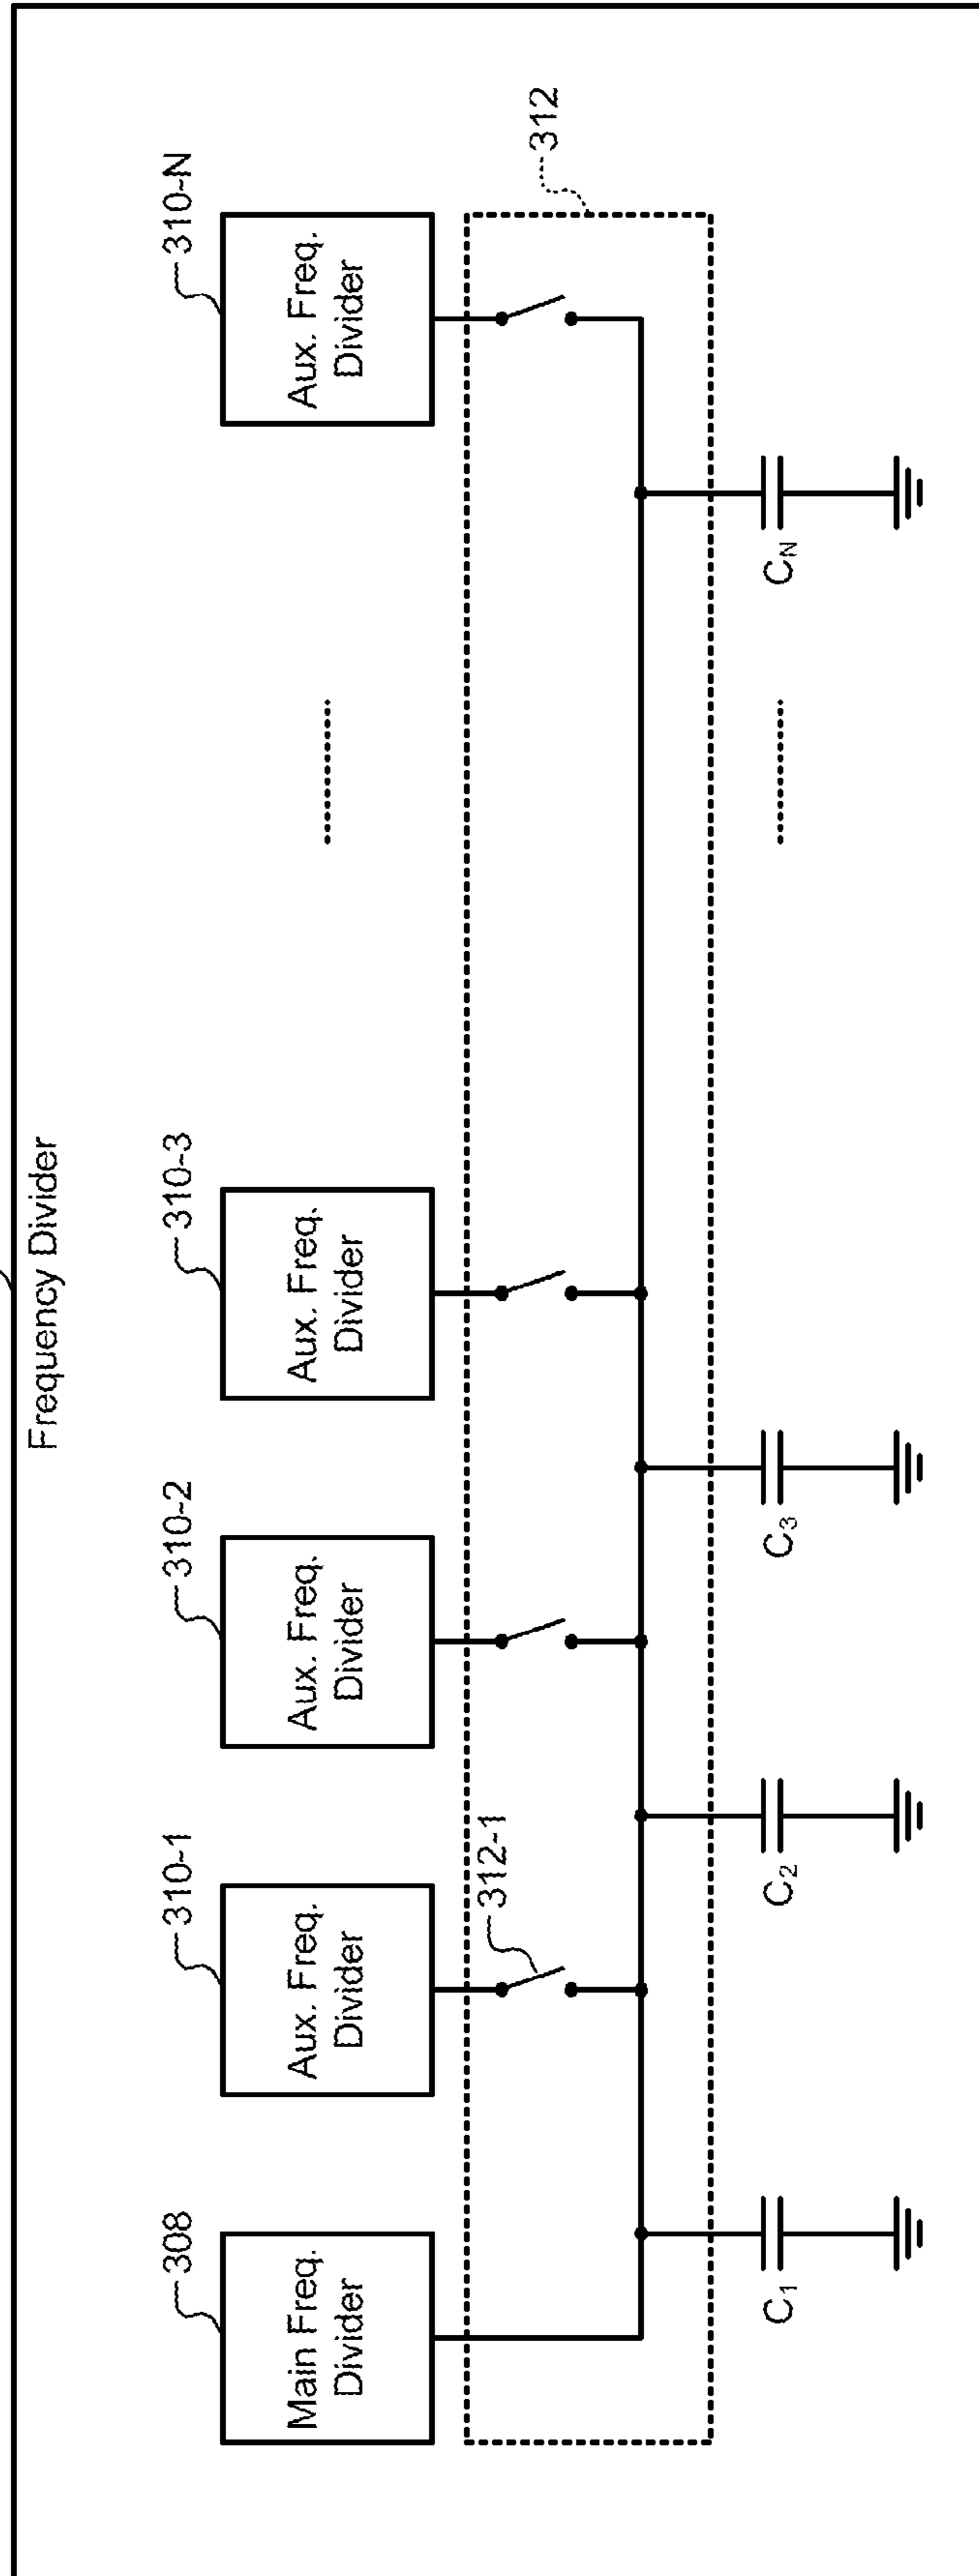 Frequency Divider
308
310-1
310-2
310-3
310-N
Main Freq.
Divider
Aux. Freq.
Divider
Aux. Freq.
Divider
Aux. Freq.
Divider
Aux. Freq.
Divider
312-1
312
C₁
C₂
C₃
C_N